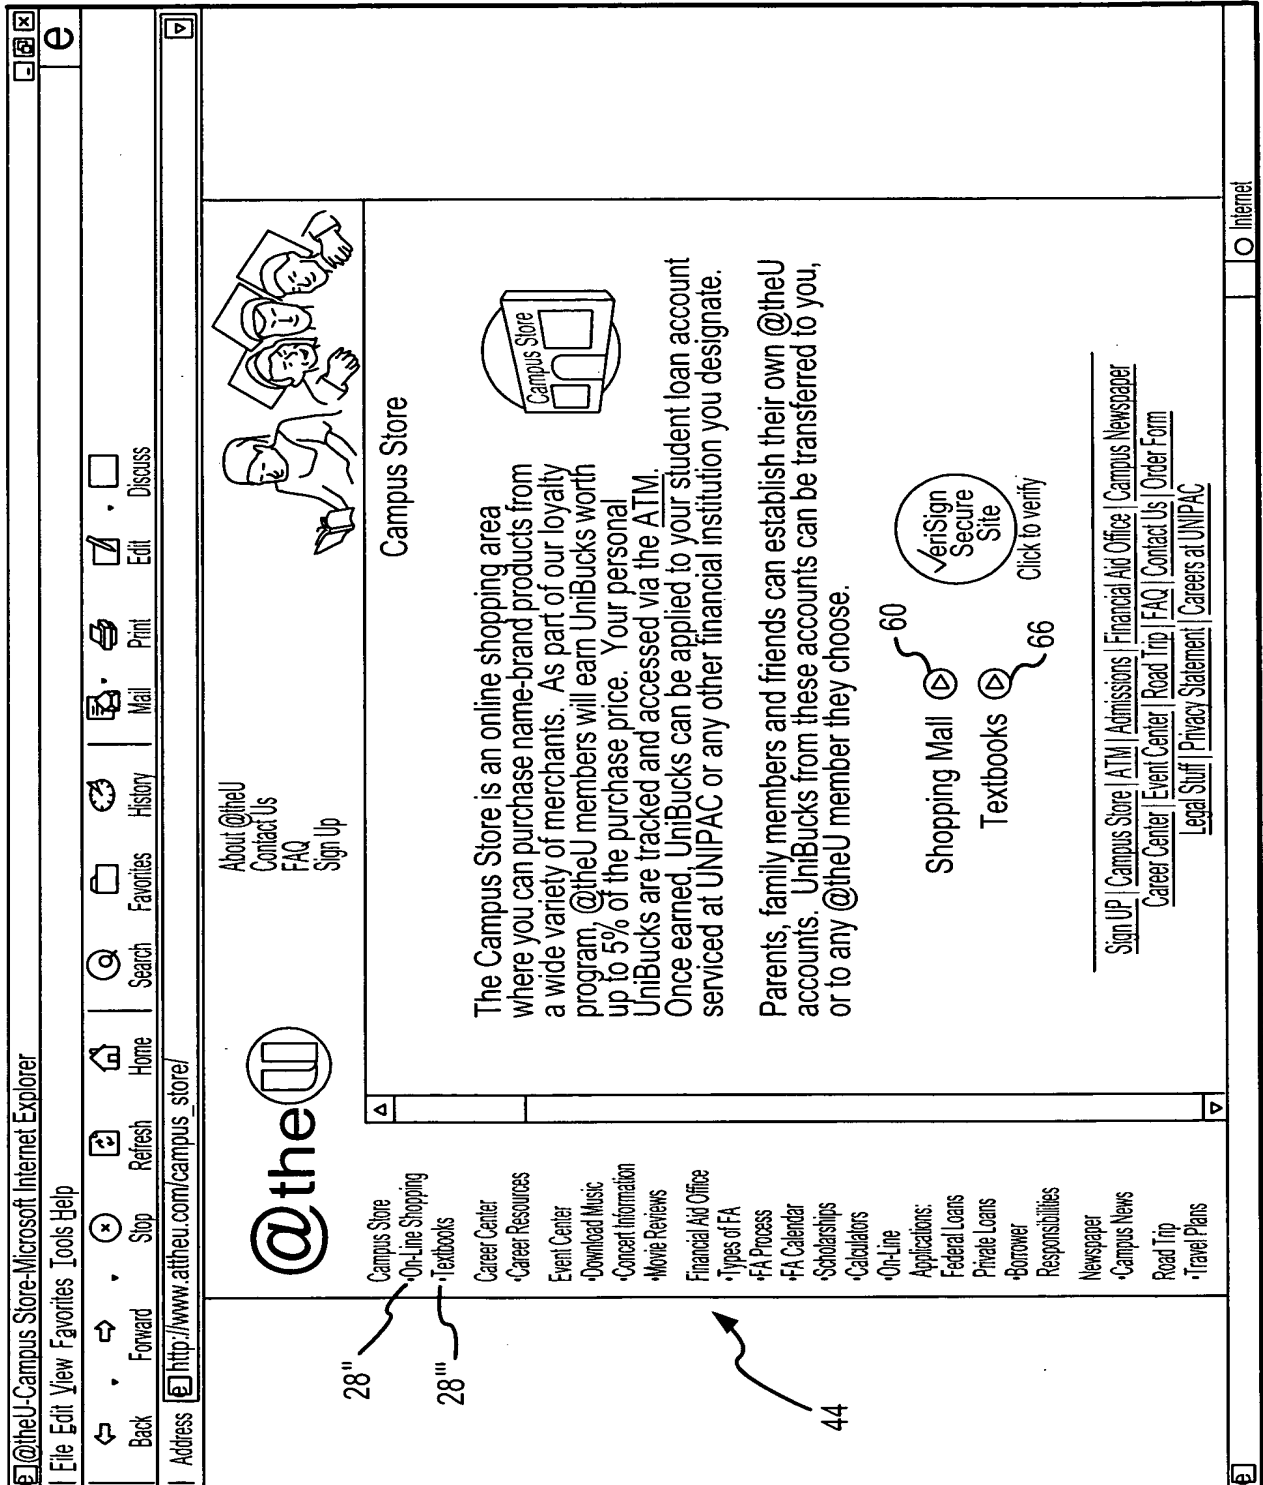 @theU-Campus Store-Microsoft Internet Explorer
File Edit View Favorites Tools Help
Back Forward Stop Refresh Home Search Favorites History Mail Print Edit Discuss
Address http://www.attheu.com/campus_store/
@theU
About @theU
Contact Us
FAQ
Sign Up
Campus Store
•On-Line Shopping
•Textbooks
Career Center
•Career Resources
Event Center
•Download Music
•Concert Information
•Movie Reviews
Financial Aid Office
•Types of FA
•FA Process
•FA Calendar
•Scholarships
•Calculators
•On-Line
Applications:
Federal Loans
Private Loans
•Borrower
Responsibilities
Newspaper
•Campus News
Road Trip
•Travel Plans
28"
28'"
44
Campus Store
Campus Store
The Campus Store is an online shopping area
where you can purchase name-brand products from
a wide variety of merchants. As part of our loyalty
program, @theU members will earn UniBucks worth
up to 5% of the purchase price. Your personal
UniBucks are tracked and accessed via the ATM.
Once earned, UniBucks can be applied to your student loan account
serviced at UNIPAC or any other financial institution you designate.
Parents, family members and friends can establish their own @theU
accounts. UniBucks from these accounts can be transferred to you,
or to any @theU member they choose.
Shopping Mall 60
Textbooks 66
VeriSign
Secure
Site
Click to verify
Sign UP | Campus Store | ATM | Admissions | Financial Aid Office | Campus Newspaper
Career Center | Event Center | Road Trip | FAQ | Contact Us | Order Form
Legal Stuff | Privacy Statement | Careers at UNIPAC
Internet